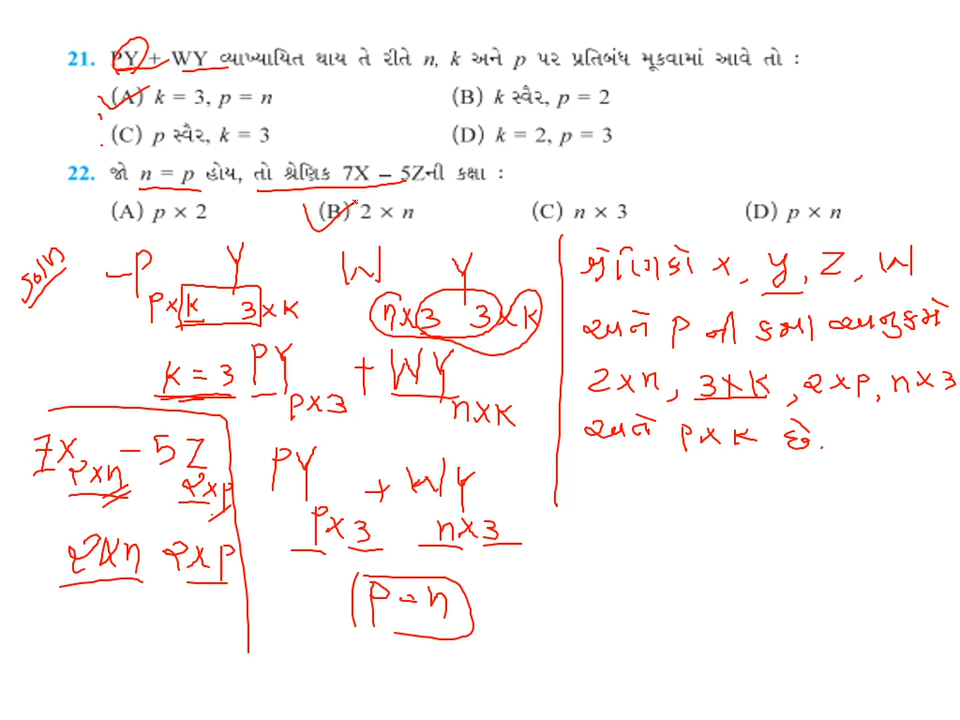 21. PY + WY વ્યાખ્યાયિત થાય તે રીતે n, k અને p પર પ્રતિબંધ મૂકવામાં આવે તો :
(A) k = 3, p = n (B) k સ્વૈર, p = 2
(C) p સ્વૈર, k = 3 (D) k = 2, p = 3
22. જો n = p હોય, તો શ્રેણિક 7X – 5Zની કક્ષા :
(A) p × 2 (B) 2 × n (C) n × 3 (D) p × n
Soln
P Y W Y
p×k 3×k n×3 3×k
k = 3 PY + WY
p×3 n×k
7X – 5Z
2×n 2×p
2×n 2×p
PY + WY
p×3 n×3
p = n
શ્રેણિકો x, y, z, W
અને P ની કક્ષા અનુક્રમે
2×n, 3×k, ૨×p, n×3
અને p×k છે.